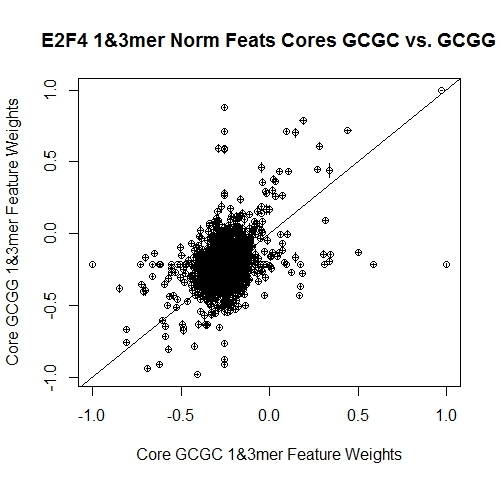 E2F4 1&3mer Norm Feats Cores GCGC vs. GCGG
Core GCGG 1&3mer Feature Weights
1.0
0.5
0.0
-0.5
-1.0
-1.0 -0.5 0.0 0.5 1.0
Core GCGC 1&3mer Feature Weights